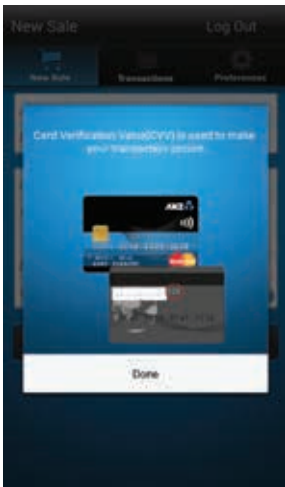 New Sale Log Out
New Sale Transactions Preferences
Card Verification Value(CVV) is used to make
your transaction secure
ANZ
MasterCard
Done